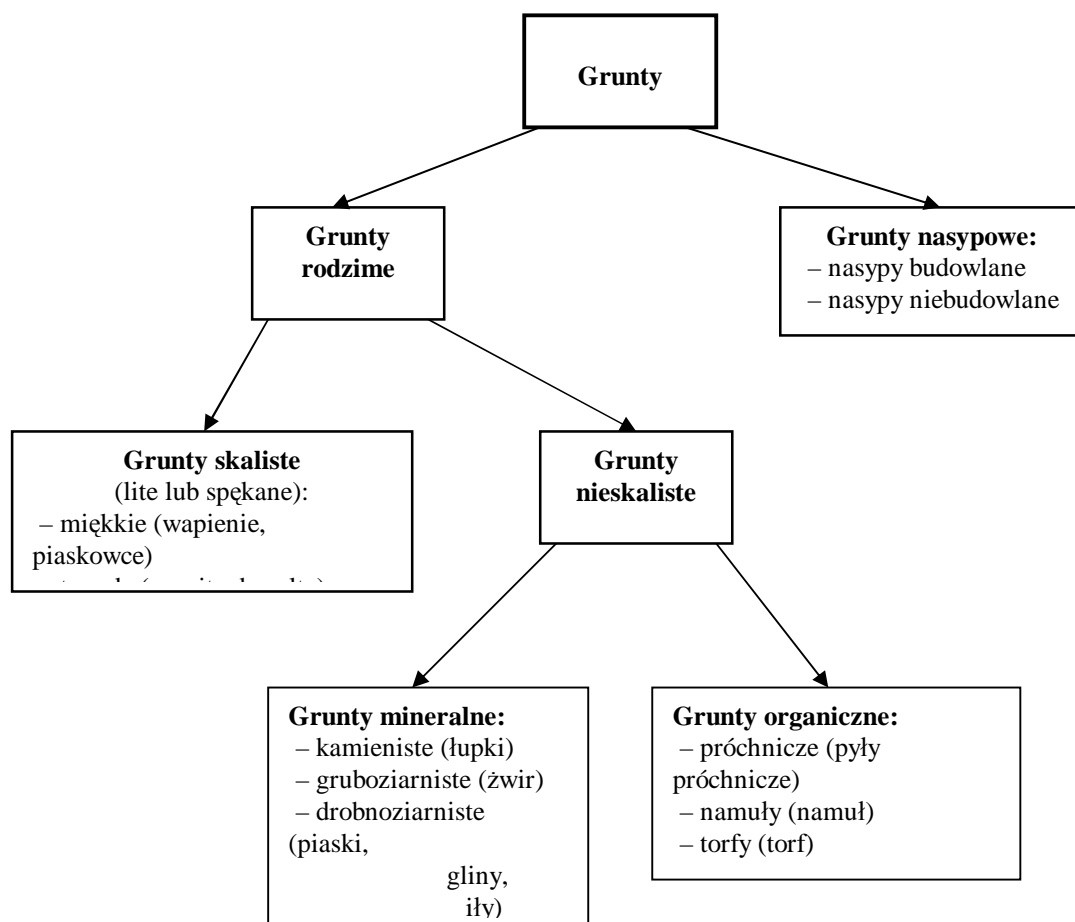 Grunty
Grunty
rodzime
Grunty nasypowe:
– nasypy budowlane
– nasypy niebudowlane
Grunty skaliste
(lite lub spękane):
– miękkie (wapienie,
piaskowce)
Grunty
nieskaliste
Grunty mineralne:
– kamieniste (łupki)
– gruboziarniste (żwir)
– drobnoziarniste
(piaski,
gliny,
iły)
Grunty organiczne:
– próchnicze (pyły
próchnicze)
– namuły (namuł)
– torfy (torf)